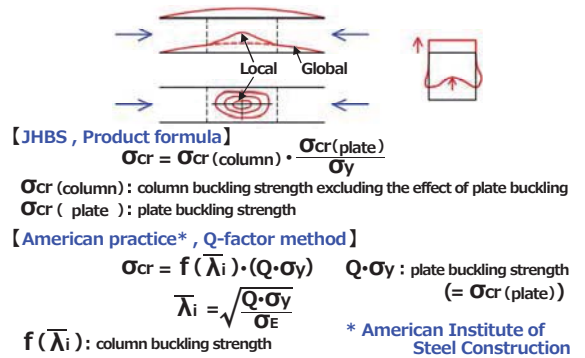 Local
Global
【JHBS , Product formula】
σcr = σcr(column) · σcr(plate) / σy
σcr (column) : column buckling strength excluding the effect of plate buckling
σcr ( plate ) : plate buckling strength
【American practice* , Q-factor method】
σcr = f ( λ̅i )·(Q·σy) Q·σy : plate buckling strength
(= σcr(plate))
λ̅i = √(Q·σy / σE)
f ( λ̅i ) : column buckling strength
* American Institute of
Steel Construction